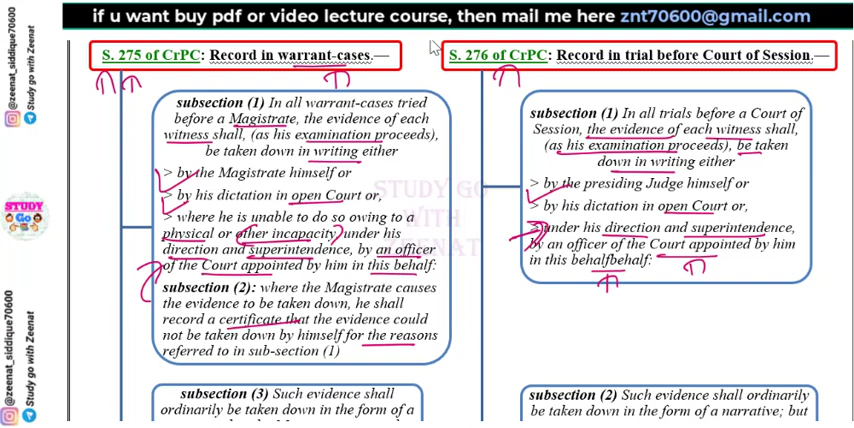 if u want buy pdf or video lecture course, then mail me here znt70600@gmail.com
@zeenat_siddique70600
Study go with Zeenat
STUDY
Go
@zeenat_siddique70600
Study go with Zeenat
STUDY GO
WITH
ZEENAT
S. 275 of CrPC: Record in warrant-cases.—
subsection (1) In all warrant-cases tried
before a Magistrate, the evidence of each
witness shall, (as his examination proceeds),
be taken down in writing either
> by the Magistrate himself or
> by his dictation in open Court or,
> where he is unable to do so owing to a
physical or other incapacity, under his
direction and superintendence, by an officer
of the Court appointed by him in this behalf:
subsection (2): where the Magistrate causes
the evidence to be taken down, he shall
record a certificate that the evidence could
not be taken down by himself for the reasons
referred to in sub-section (1)
subsection (3) Such evidence shall
ordinarily be taken down in the form of a
S. 276 of CrPC: Record in trial before Court of Session.—
subsection (1) In all trials before a Court of
Session, the evidence of each witness shall,
(as his examination proceeds), be taken
down in writing either
> by the presiding Judge himself or
> by his dictation in open Court or,
> under his direction and superintendence,
by an officer of the Court appointed by him
in this behalfbehalf:
subsection (2) Such evidence shall ordinarily
be taken down in the form of a narrative; but